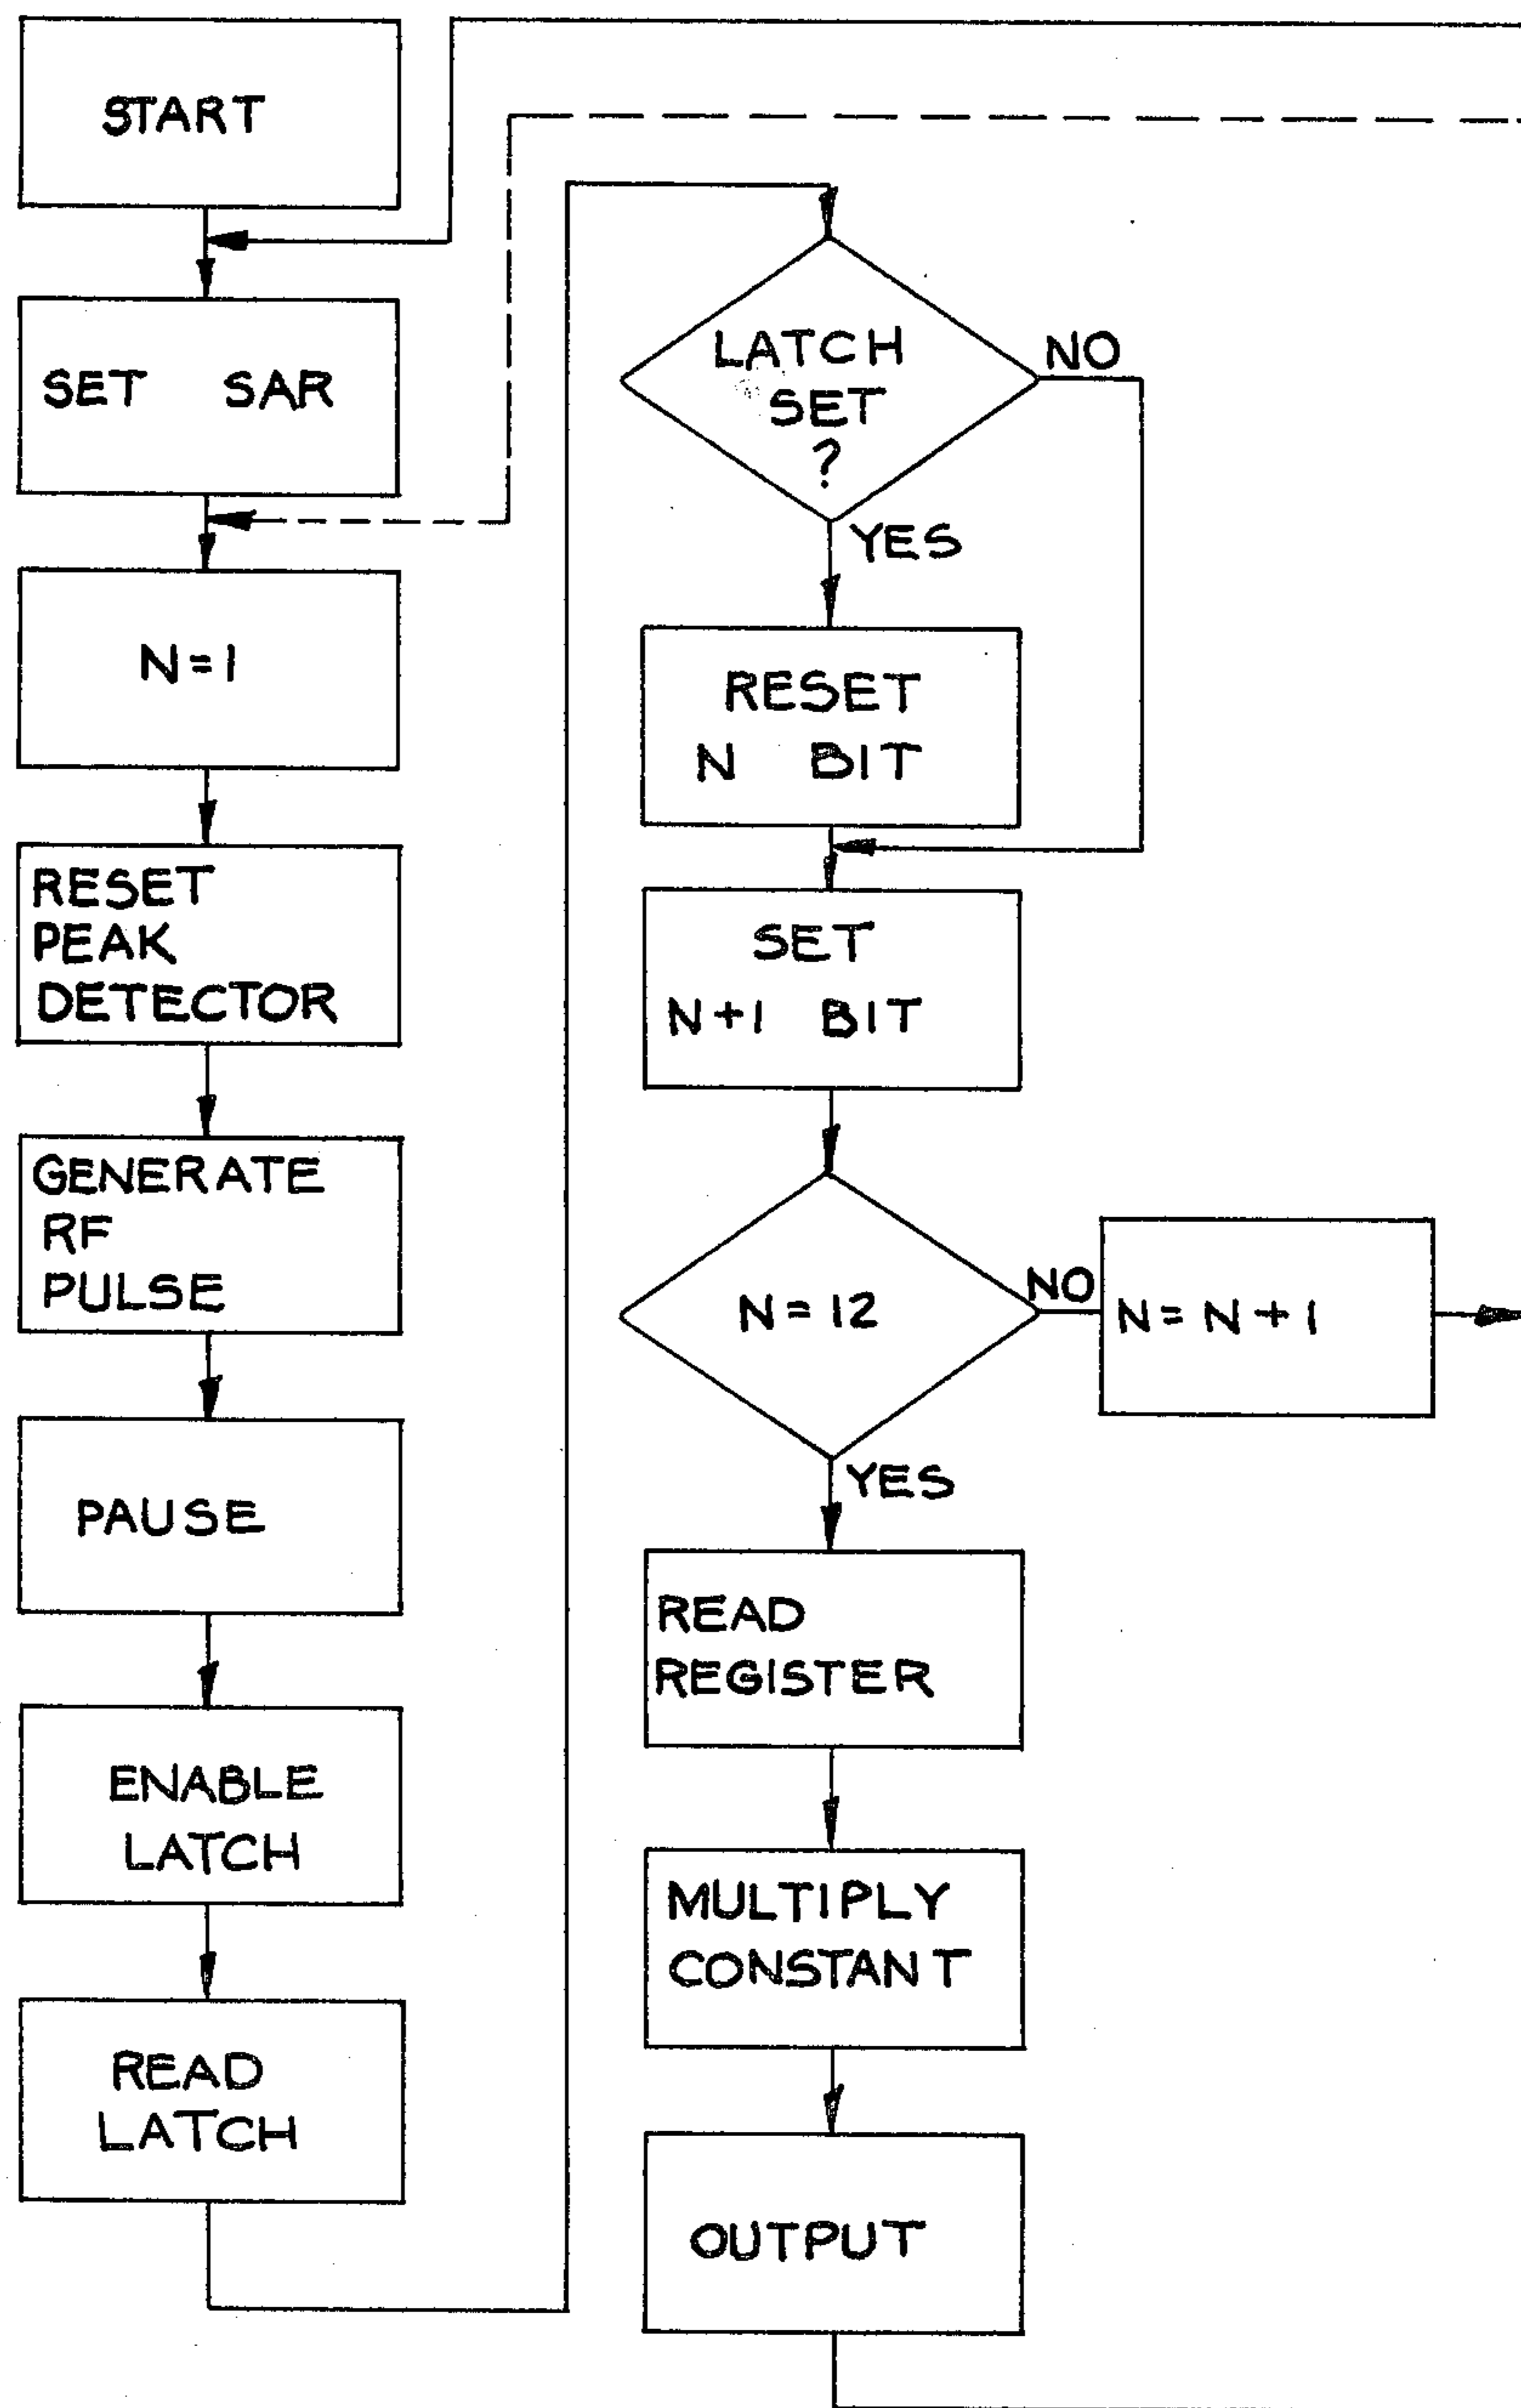 START
SET SAR
N=1
RESET
PEAK
DETECTOR
GENERATE
RF
PULSE
PAUSE
ENABLE
LATCH
READ
LATCH
LATCH
SET
?
NO
YES
RESET
N BIT
SET
N+1 BIT
N=12
NO
N=N+1
YES
READ
REGISTER
MULTIPLY
CONSTANT
OUTPUT